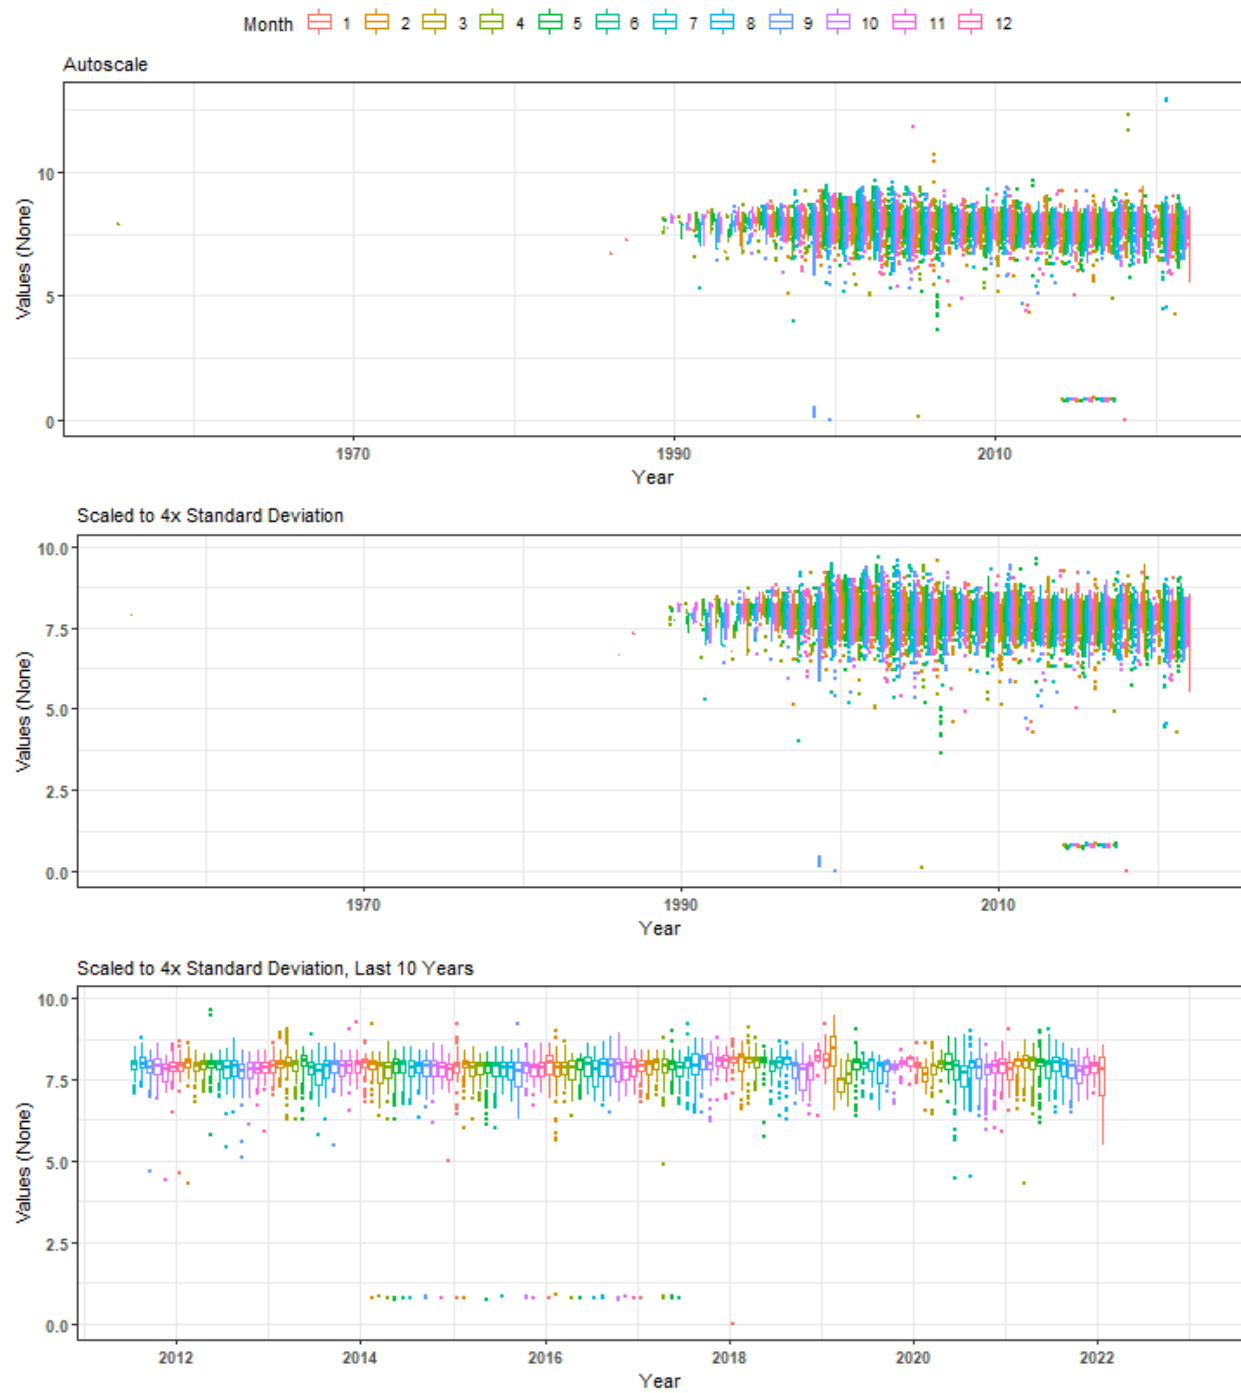 Month 1 2 3 4 5 6 7 8 9 10 11 12
Autoscale
Values (None)
10
5
0
1970 1990 2010
Year
Scaled to 4x Standard Deviation
Values (None)
10.0
7.5
5.0
2.5
0.0
1970 1990 2010
Year
Scaled to 4x Standard Deviation, Last 10 Years
Values (None)
10.0
7.5
5.0
2.5
0.0
2012 2014 2016 2018 2020 2022
Year